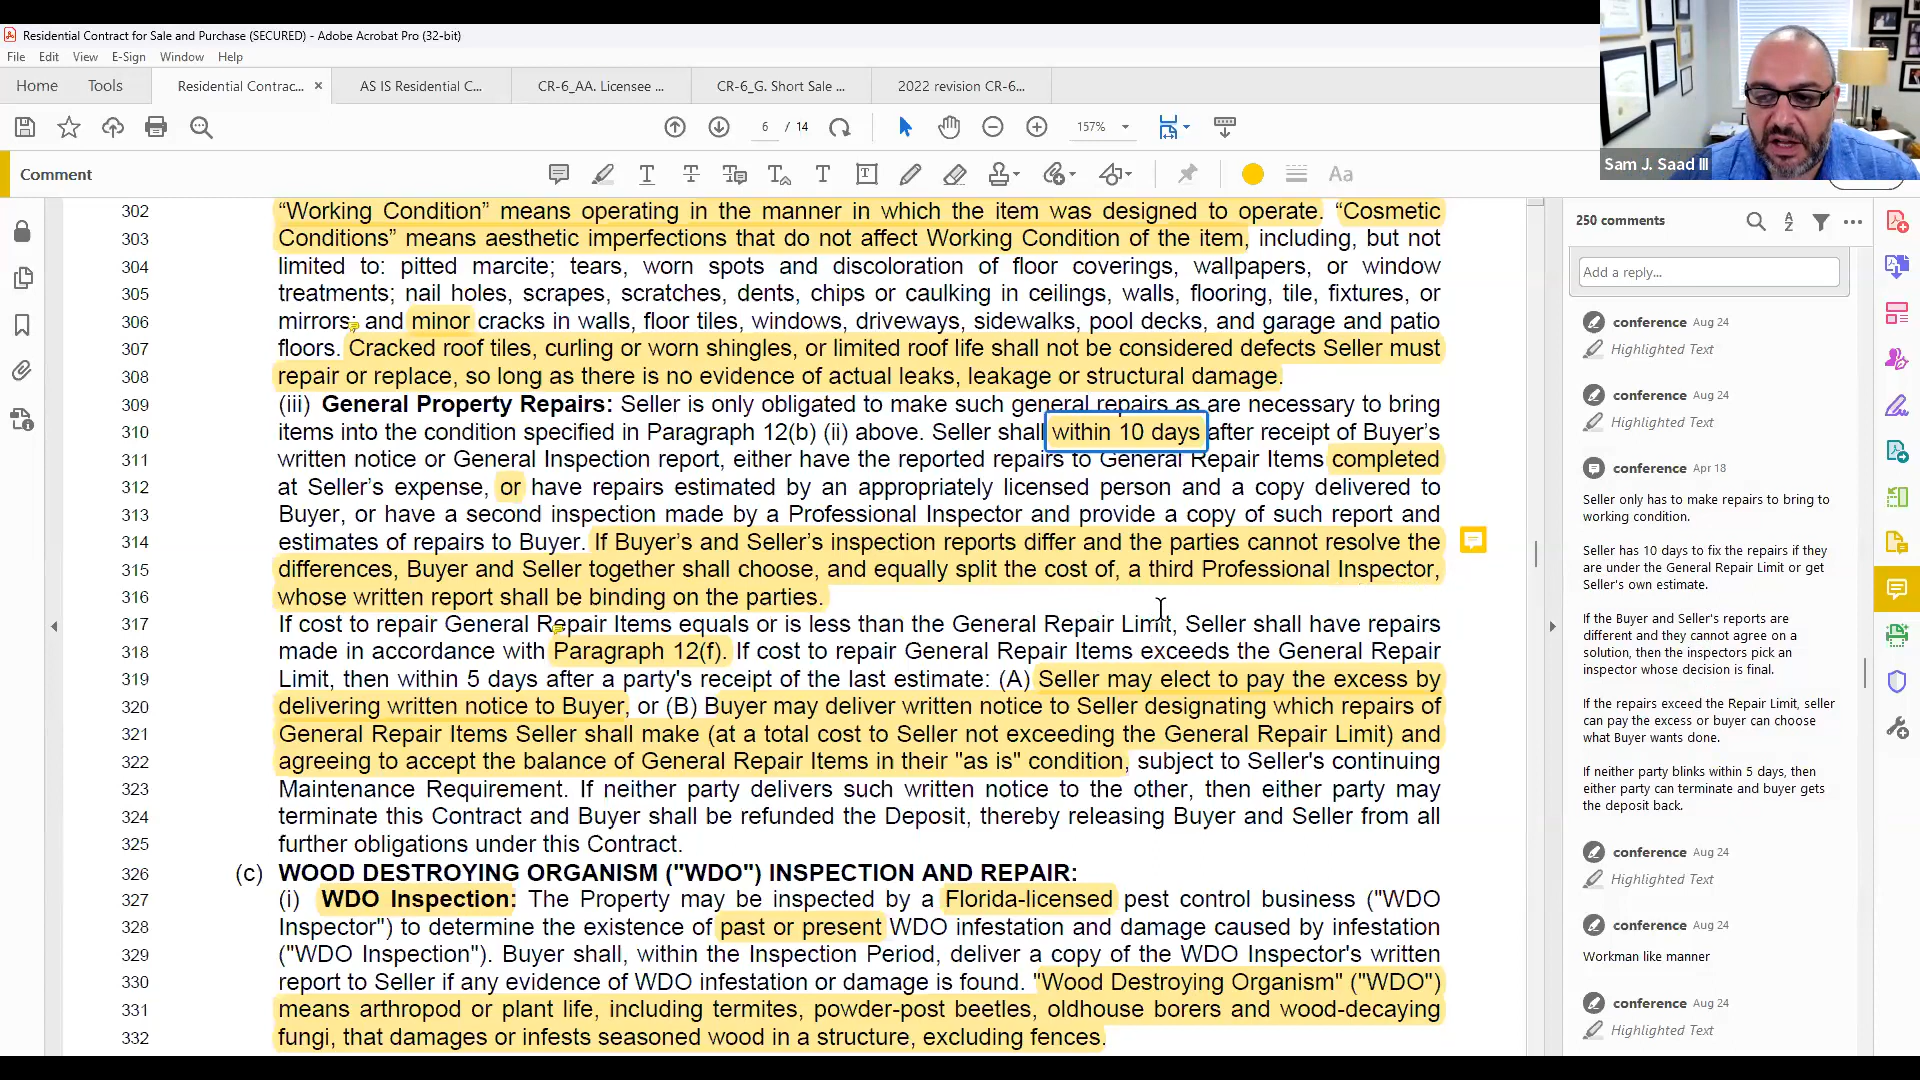 Residential Contract for Sale and Purchase (SECURED) - Adobe Acrobat Pro (32-bit)
File Edit View E-Sign Window Help
Home Tools Residential Contrac... × AS IS Residential C... CR-6_AA. Licensee ... CR-6_G. Short Sale ... 2022 revision CR-6...
6 / 14 157%
Sam J. Saad III
Comment
Aa
302 “Working Condition” means operating in the manner in which the item was designed to operate. “Cosmetic
303 Conditions” means aesthetic imperfections that do not affect Working Condition of the item, including, but not
304 limited to: pitted marcite; tears, worn spots and discoloration of floor coverings, wallpapers, or window
305 treatments; nail holes, scrapes, scratches, dents, chips or caulking in ceilings, walls, flooring, tile, fixtures, or
306 mirrors; and minor cracks in walls, floor tiles, windows, driveways, sidewalks, pool decks, and garage and patio
307 floors. Cracked roof tiles, curling or worn shingles, or limited roof life shall not be considered defects Seller must
308 repair or replace, so long as there is no evidence of actual leaks, leakage or structural damage.
309 (iii) General Property Repairs: Seller is only obligated to make such general repairs as are necessary to bring
310 items into the condition specified in Paragraph 12(b) (ii) above. Seller shall within 10 days after receipt of Buyer’s
311 written notice or General Inspection report, either have the reported repairs to General Repair Items completed
312 at Seller’s expense, or have repairs estimated by an appropriately licensed person and a copy delivered to
313 Buyer, or have a second inspection made by a Professional Inspector and provide a copy of such report and
314 estimates of repairs to Buyer. If Buyer’s and Seller’s inspection reports differ and the parties cannot resolve the
315 differences, Buyer and Seller together shall choose, and equally split the cost of, a third Professional Inspector,
316 whose written report shall be binding on the parties.
317 If cost to repair General Repair Items equals or is less than the General Repair Limit, Seller shall have repairs
318 made in accordance with Paragraph 12(f). If cost to repair General Repair Items exceeds the General Repair
319 Limit, then within 5 days after a party's receipt of the last estimate: (A) Seller may elect to pay the excess by
320 delivering written notice to Buyer, or (B) Buyer may deliver written notice to Seller designating which repairs of
321 General Repair Items Seller shall make (at a total cost to Seller not exceeding the General Repair Limit) and
322 agreeing to accept the balance of General Repair Items in their "as is" condition, subject to Seller's continuing
323 Maintenance Requirement. If neither party delivers such written notice to the other, then either party may
324 terminate this Contract and Buyer shall be refunded the Deposit, thereby releasing Buyer and Seller from all
325 further obligations under this Contract.
326 (c) WOOD DESTROYING ORGANISM ("WDO") INSPECTION AND REPAIR:
327 (i) WDO Inspection: The Property may be inspected by a Florida-licensed pest control business ("WDO
328 Inspector") to determine the existence of past or present WDO infestation and damage caused by infestation
329 ("WDO Inspection"). Buyer shall, within the Inspection Period, deliver a copy of the WDO Inspector's written
330 report to Seller if any evidence of WDO infestation or damage is found. "Wood Destroying Organism" ("WDO")
331 means arthropod or plant life, including termites, powder-post beetles, oldhouse borers and wood-decaying
332 fungi, that damages or infests seasoned wood in a structure, excluding fences.
250 comments
Add a reply...
conference Aug 24
Highlighted Text
conference Aug 24
Highlighted Text
conference Apr 18
Seller only has to make repairs to bring to
working condition.
Seller has 10 days to fix the repairs if they
are under the General Repair Limit or get
Seller's own estimate.
If the Buyer and Seller's reports are
different and they cannot agree on a
solution, then the inspectors pick an
inspector whose decision is final.
If the repairs exceed the Repair Limit, seller
can pay the excess or buyer can choose
what Buyer wants done.
If neither party blinks within 5 days, then
either party can terminate and buyer gets
the deposit back.
conference Aug 24
Highlighted Text
conference Aug 24
Workman like manner
conference Aug 24
Highlighted Text